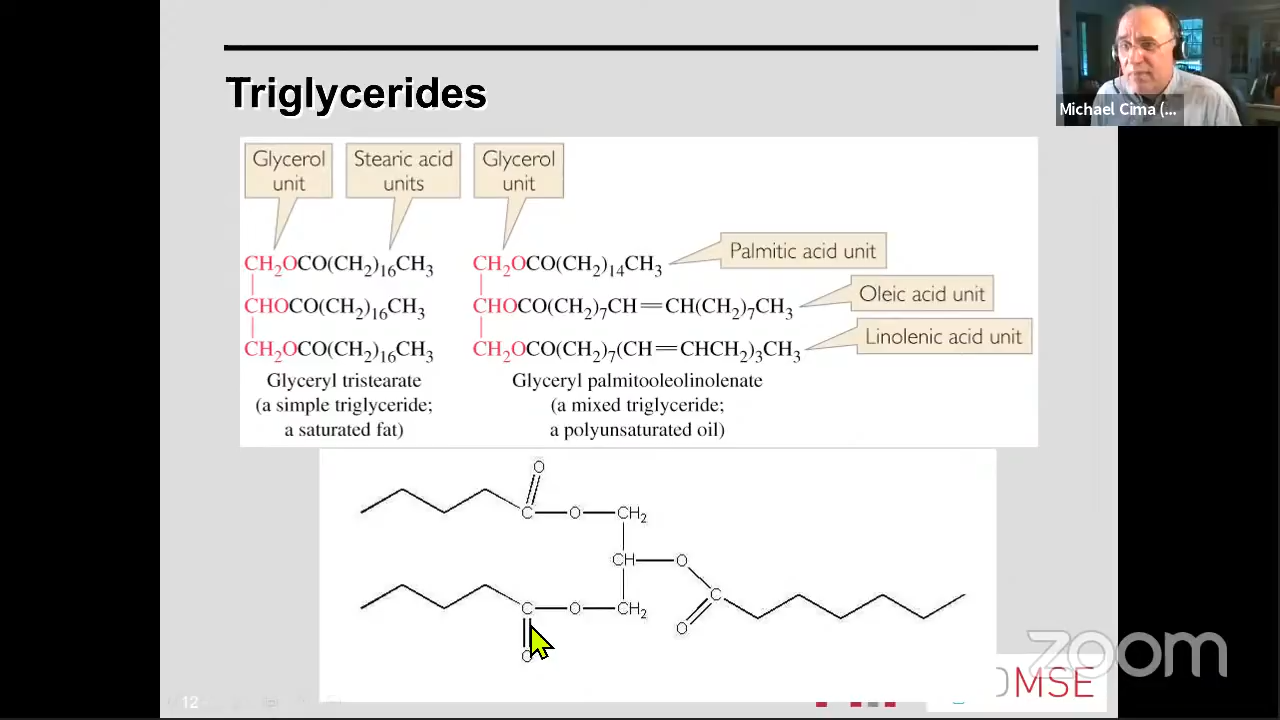 Triglycerides
Michael Cima (...
Glycerol
unit
Stearic acid
units
Glycerol
unit
CH₂OCO(CH₂)₁₆CH₃
CHOCO(CH₂)₁₆CH₃
CH₂OCO(CH₂)₁₆CH₃
Glyceryl tristearate
(a simple triglyceride;
a saturated fat)
CH₂OCO(CH₂)₁₄CH₃
Palmitic acid unit
CHOCO(CH₂)₇CH═CH(CH₂)₇CH₃
Oleic acid unit
CH₂OCO(CH₂)₇(CH═CHCH₂)₃CH₃
Linolenic acid unit
Glyceryl palmitooleolinolenate
(a mixed triglyceride;
a polyunsaturated oil)
O
C O CH₂
CH O
C O CH₂ C
O O
zoom
MSE
12